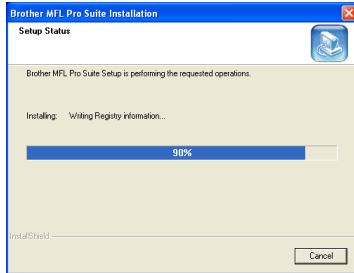 Brother MFL Pro Suite Installation
Setup Status
Brother MFL Pro Suite Setup is performing the requested operations.
Installing: Writing Registry information...
90%
InstallShield
Cancel